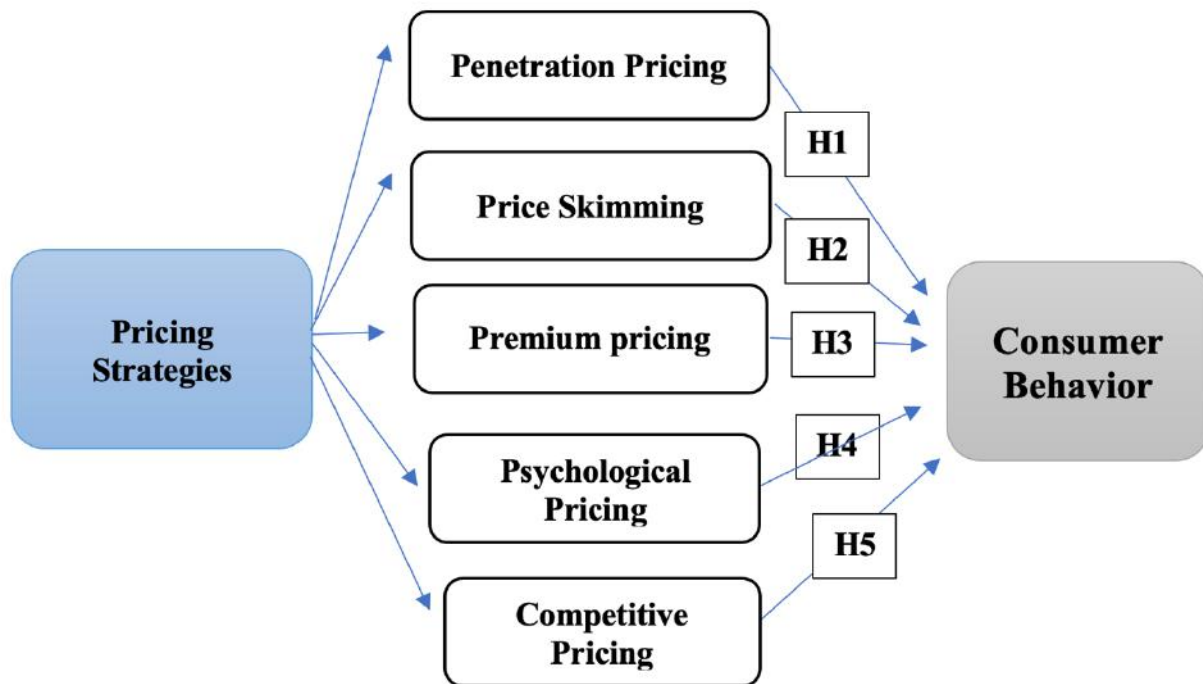 Penetration Pricing
H1
Price Skimming
H2
Pricing
Strategies
Premium pricing
H3
Consumer
Behavior
Psychological
Pricing
H4
H5
Competitive
Pricing